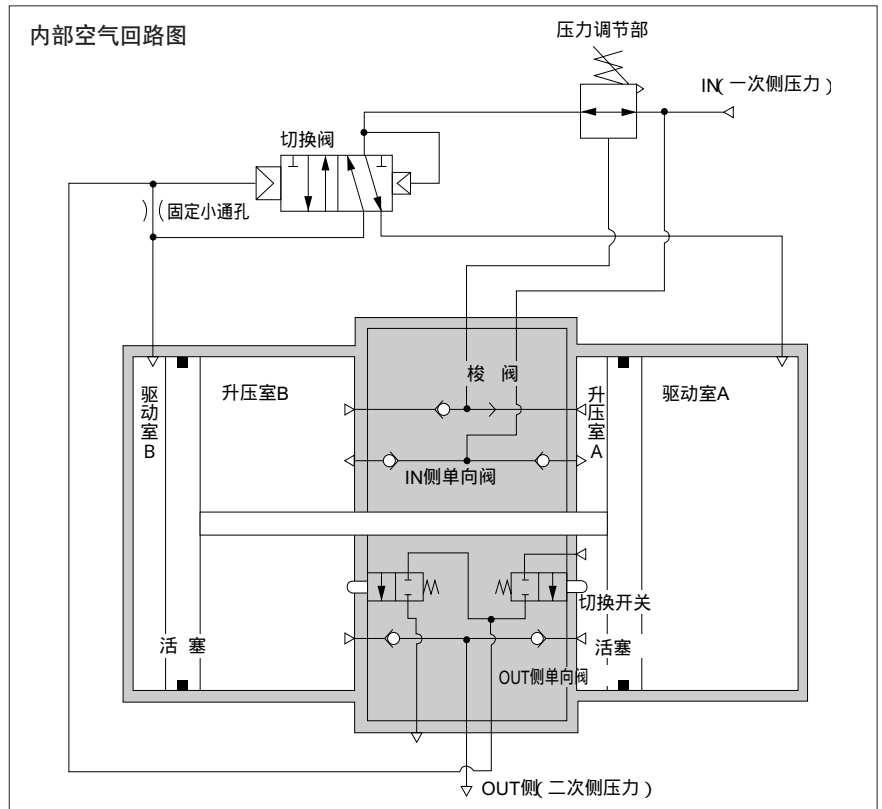 内部空气回路图
压力调节部
IN(一次侧压力)
切换阀
固定小通孔
梭 阀
升压室B
驱动室B
升压室A
驱动室A
IN侧单向阀
切换开关
活 塞
活塞
OUT侧单向阀
OUT侧(二次侧压力)